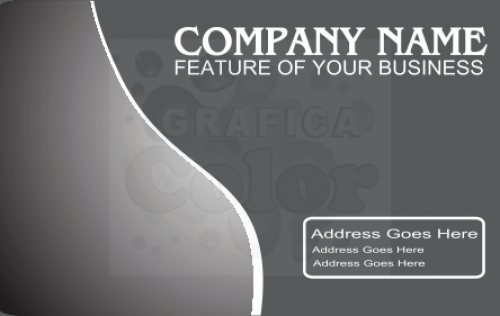 COMPANY NAME
FEATURE OF YOUR BUSINESS
GRAFICA
Color
Address Goes Here
Address Goes Here
Address Goes Here